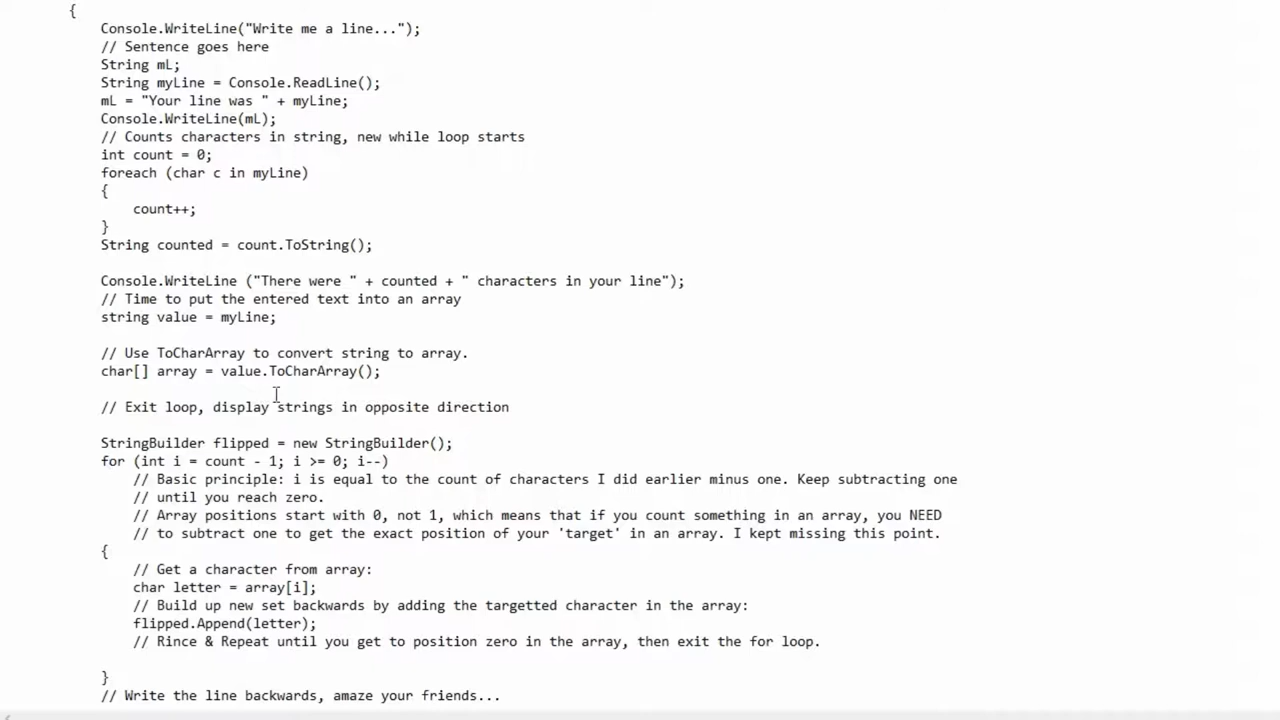 {
Console.WriteLine("Write me a line...");
// Sentence goes here
String mL;
String myLine = Console.ReadLine();
mL = "Your line was " + myLine;
Console.WriteLine(mL);
// Counts characters in string, new while loop starts
int count = 0;
foreach (char c in myLine)
{
count++;
}
String counted = count.ToString();
Console.WriteLine ("There were " + counted + " characters in your line");
// Time to put the entered text into an array
string value = myLine;
// Use ToCharArray to convert string to array.
char[] array = value.ToCharArray();
// Exit loop, display strings in opposite direction
StringBuilder flipped = new StringBuilder();
for (int i = count - 1; i >= 0; i--)
// Basic principle: i is equal to the count of characters I did earlier minus one. Keep subtracting one
// until you reach zero.
// Array positions start with 0, not 1, which means that if you count something in an array, you NEED
// to subtract one to get the exact position of your 'target' in an array. I kept missing this point.
{
// Get a character from array:
char letter = array[i];
// Build up new set backwards by adding the targetted character in the array:
flipped.Append(letter);
// Rince & Repeat until you get to position zero in the array, then exit the for loop.
}
// Write the line backwards, amaze your friends...